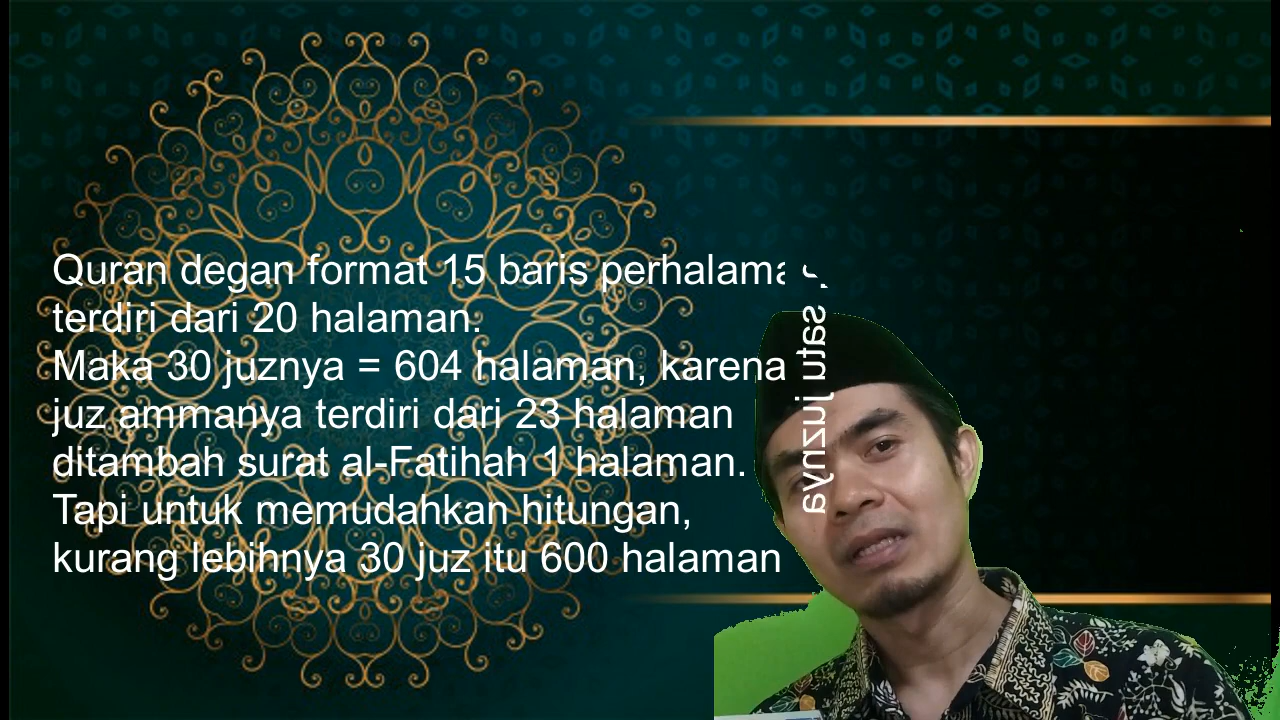 Quran degan format 15 baris perhalama
terdiri dari 20 halaman.
Maka 30 juznya = 604 halaman, karena
juz ammanya terdiri dari 23 halaman
ditambah surat al-Fatihah 1 halaman.
Tapi untuk memudahkan hitungan,
kurang lebihnya 30 juz itu 600 halaman
satu juznya